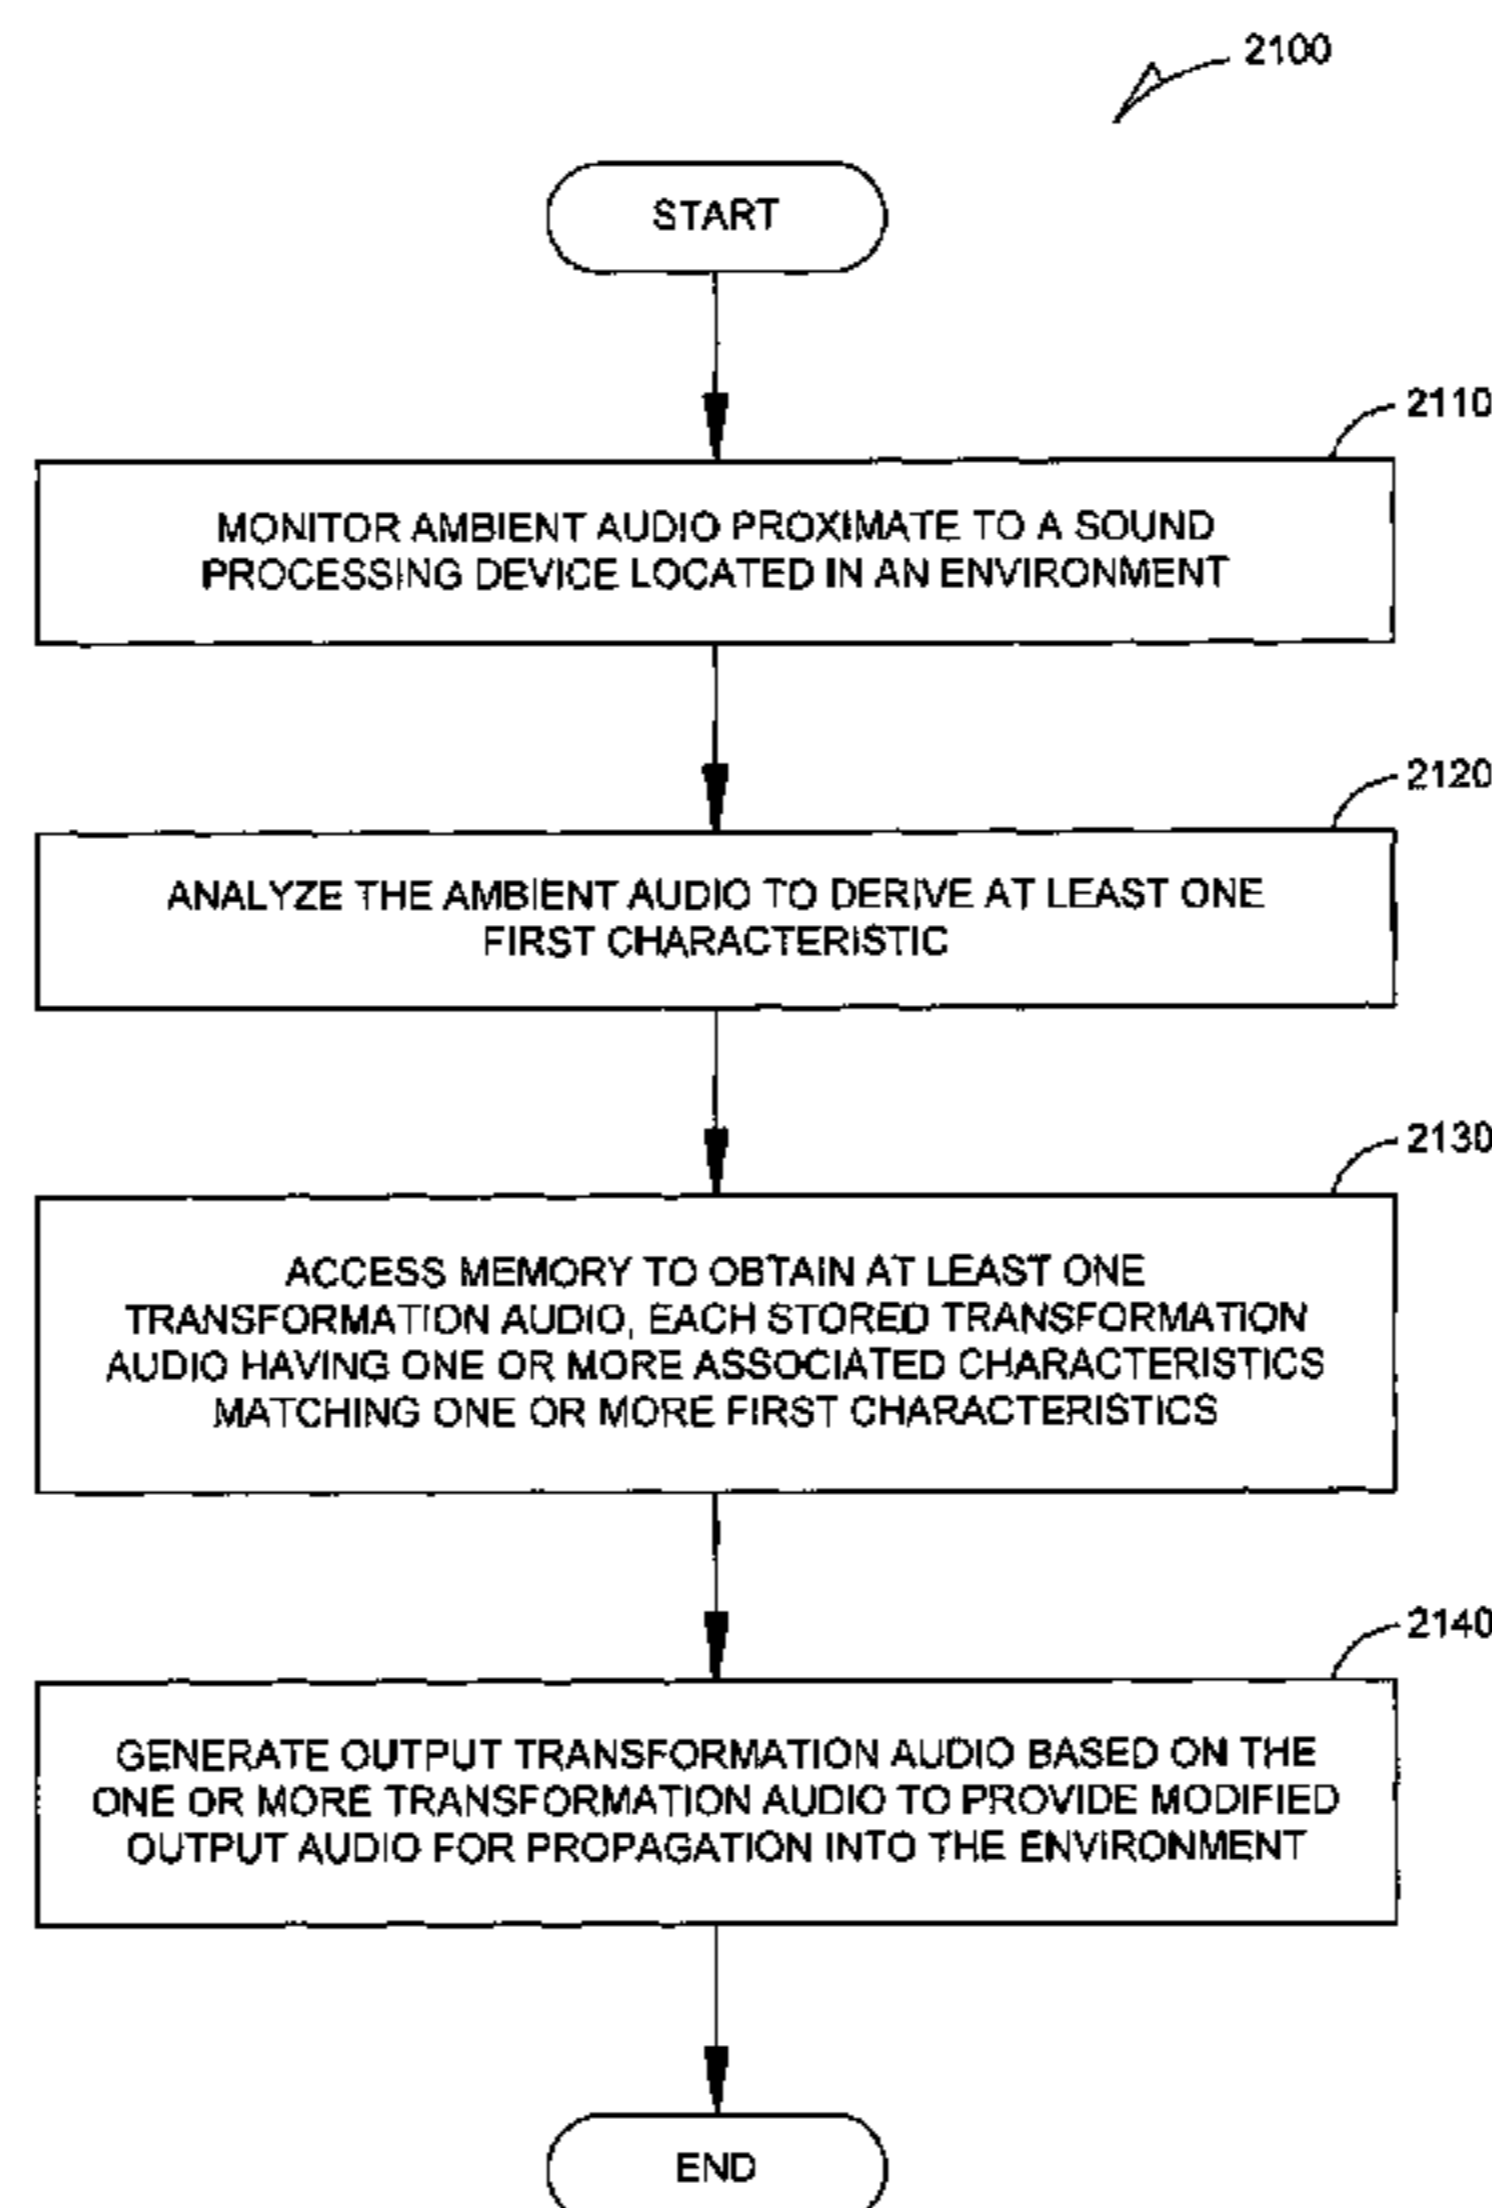 2100
START
2110
MONITOR AMBIENT AUDIO PROXIMATE TO A SOUND
PROCESSING DEVICE LOCATED IN AN ENVIRONMENT
2120
ANALYZE THE AMBIENT AUDIO TO DERIVE AT LEAST ONE
FIRST CHARACTERISTIC
2130
ACCESS MEMORY TO OBTAIN AT LEAST ONE
TRANSFORMATION AUDIO, EACH STORED TRANSFORMATION
AUDIO HAVING ONE OR MORE ASSOCIATED CHARACTERISTICS
MATCHING ONE OR MORE FIRST CHARACTERISTICS
2140
GENERATE OUTPUT TRANSFORMATION AUDIO BASED ON THE
ONE OR MORE TRANSFORMATION AUDIO TO PROVIDE MODIFIED
OUTPUT AUDIO FOR PROPAGATION INTO THE ENVIRONMENT
END